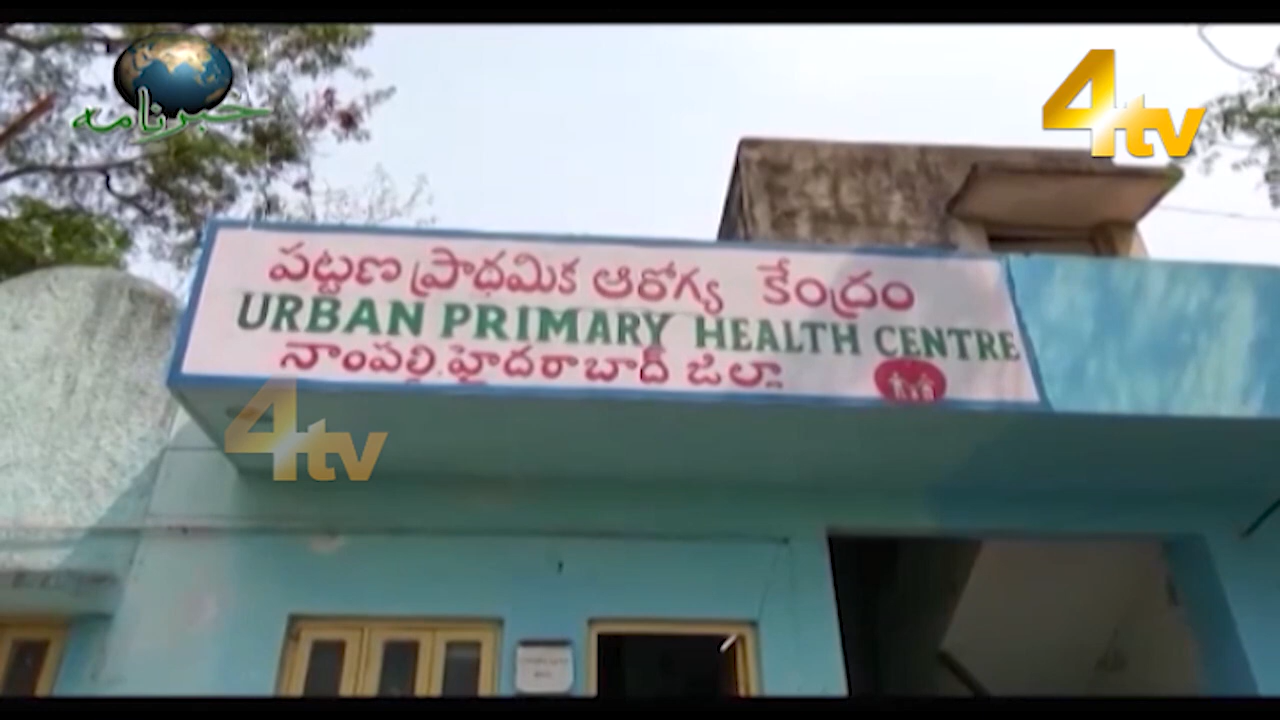 خبرنامہ
4tv
పట్టణ ప్రాథమిక ఆరోగ్య కేంద్రం
URBAN PRIMARY HEALTH CENTRE
నాంపల్లి.హైదరాబాద్ జిల్లా
4tv